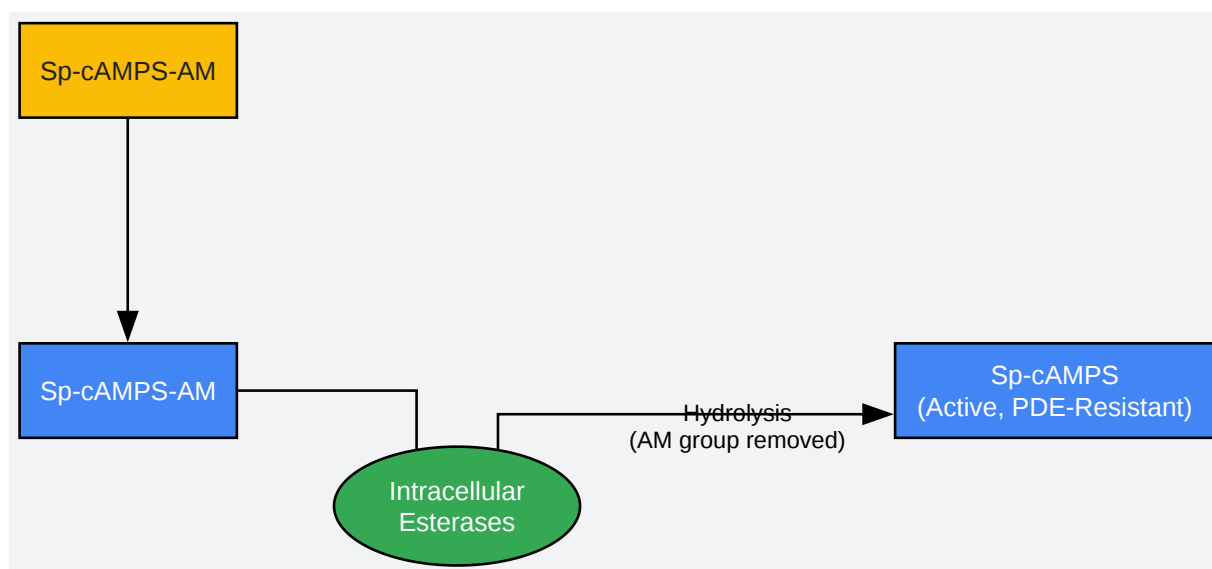 Sp-cAMPS-AM
Sp-cAMPS-AM
Intracellular
Esterases
Hydrolysis
(AM group removed)
Sp-cAMPS
(Active, PDE-Resistant)